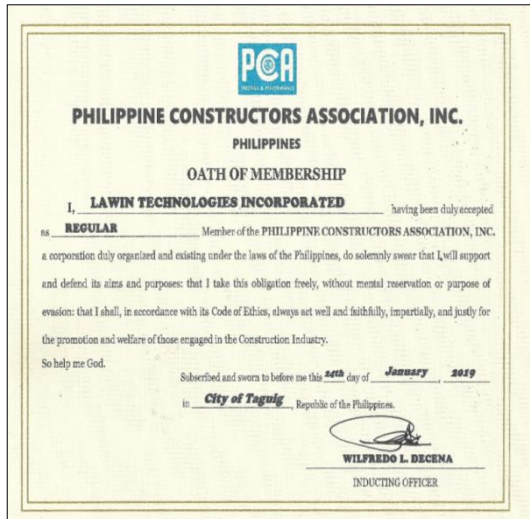 PCA
PHILIPPINE CONSTRUCTORS ASSOCIATION, INC.
PHILIPPINES
OATH OF MEMBERSHIP
I, LAWIN TECHNOLOGIES INCORPORATED having been duly accepted
as REGULAR Member of the PHILIPPINE CONSTRUCTORS ASSOCIATION, INC.
a corporation duly organized and existing under the laws of the Philippines, do solemnly swear that I, will support
and defend its aims and purposes: that I take this obligation freely, without mental reservation or purpose of
evasion: that I shall, in accordance with its Code of Ethics, always act well and faithfully, impartially, and justly for
the promotion and welfare of those engaged in the Construction Industry.
So help me God.
Subscribed and sworn to before me this 24th day of January, 2019
in City of Taguig, Republic of the Philippines.
WILFREDO L. DECENA
INDUCTING OFFICER